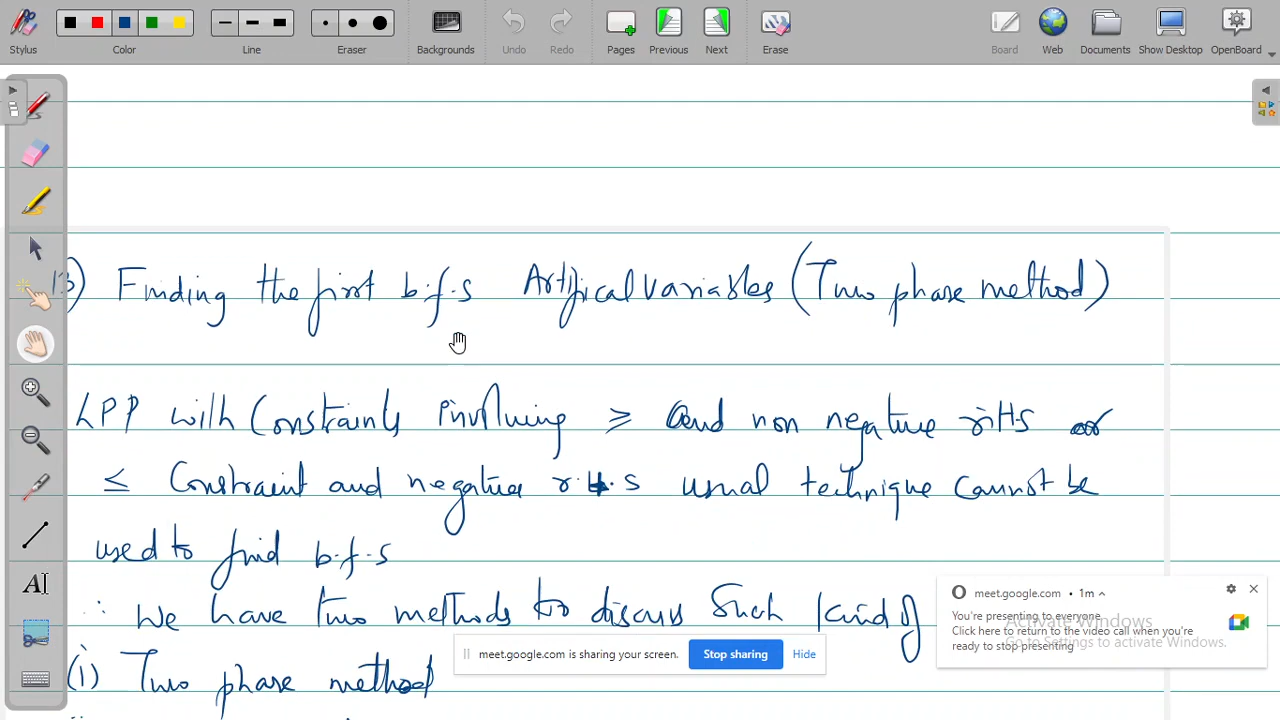 Stylus Color Line Eraser Backgrounds Undo Redo Pages Previous Next Erase Board Web Documents Show Desktop OpenBoard
13) Finding the first b.f.s Artifical variables (Two phase method)
LPP with Constraints involving ≥ and non negative r.H.S or
≤ Constraint and negative r.H.S usual technique cannot be
used to find b.f.s
∴ We have two methods to discuss Such kind of
(i) Two phase method
meet.google.com • 1m
You're presenting to everyone
Click here to return to the video call when you're
ready to stop presenting
Activate Windows
Go to Settings to activate Windows.
meet.google.com is sharing your screen. Stop sharing Hide